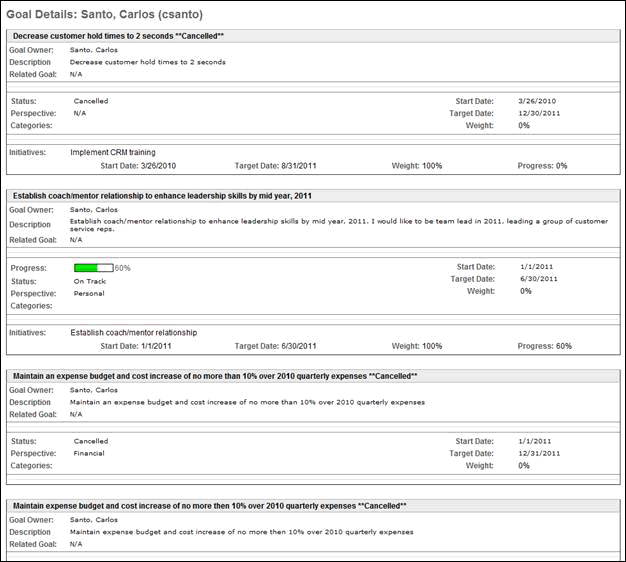 Goal Details: Santo, Carlos (csanto)
Decrease customer hold times to 2 seconds **Cancelled**
Goal Owner: Santo, Carlos
Description Decrease customer hold times to 2 seconds
Related Goal: N/A
Status: Cancelled Start Date: 3/26/2010
Perspective: N/A Target Date: 12/30/2011
Categories: Weight: 0%
Initiatives: Implement CRM training
Start Date: 3/26/2010 Target Date: 8/31/2011 Weight: 100% Progress: 0%
Establish coach/mentor relationship to enhance leadership skills by mid year, 2011
Goal Owner: Santo, Carlos
Description Establish coach/mentor relationship to enhance leadership skills by mid year, 2011. I would like to be team lead in 2011, leading a group of customer
service reps.
Related Goal: N/A
Progress: 60% Start Date: 1/1/2011
Status: On Track Target Date: 6/30/2011
Perspective: Personal Weight: 0%
Categories:
Initiatives: Establish coach/mentor relationship
Start Date: 1/1/2011 Target Date: 6/30/2011 Weight: 100% Progress: 60%
Maintain an expense budget and cost increase of no more than 10% over 2010 quarterly expenses **Cancelled**
Goal Owner: Santo, Carlos
Description Maintain an expense budget and cost increase of no more than 10% over 2010 quarterly expenses
Related Goal: N/A
Status: Cancelled Start Date: 1/1/2011
Perspective: Financial Target Date: 12/31/2011
Categories: Weight: 0%
Maintain expense budget and cost increase of no more then 10% over 2010 quarterly expenses **Cancelled**
Goal Owner: Santo, Carlos
Description Maintain expense budget and cost increase of no more then 10% over 2010 quarterly expenses
Related Goal: N/A